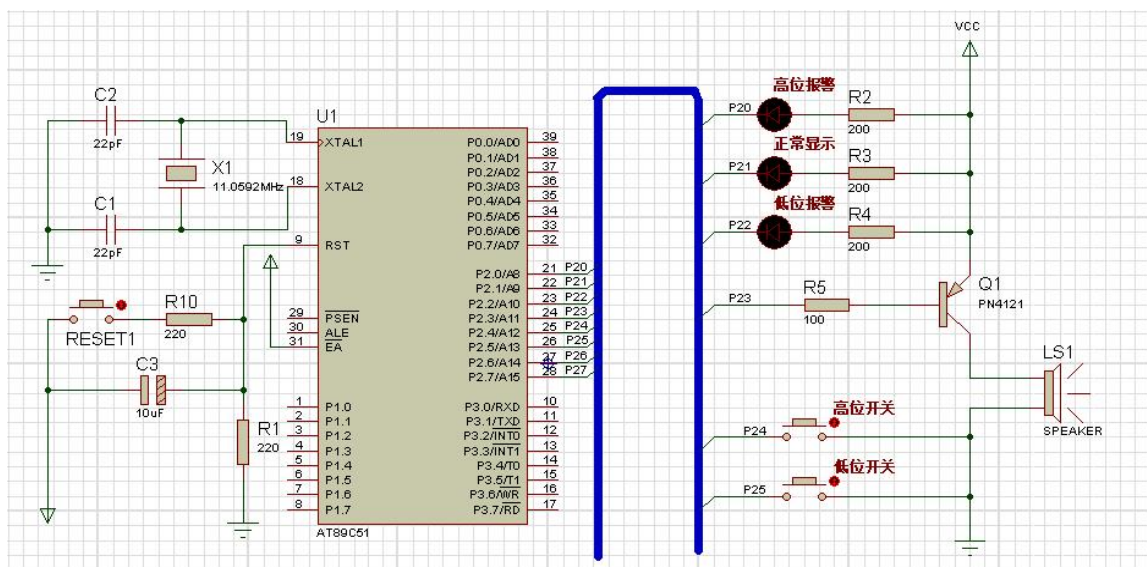 C2
22pF
X1
11.0592MHz
C1
22pF
RESET1
R10
220
C3
10uF
R1
220
U1
19
XTAL1
18
XTAL2
9
RST
29
PSEN
30
ALE
31
EA
1
P1.0
2
P1.1
3
P1.2
4
P1.3
5
P1.4
6
P1.5
7
P1.6
8
P1.7
AT89C51
P0.0/AD0
39
P0.1/AD1
38
P0.2/AD2
37
P0.3/AD3
36
P0.4/AD4
35
P0.5/AD5
34
P0.6/AD6
33
P0.7/AD7
32
P2.0/A8
21
P20
P2.1/A9
22
P21
P2.2/A10
23
P22
P2.3/A11
24
P23
P2.4/A12
25
P24
P2.5/A13
26
P25
P2.6/A14
27
P26
P2.7/A15
28
P27
P3.0/RXD
10
P3.1/TXD
11
P3.2/INT0
12
P3.3/INT1
13
P3.4/T0
14
P3.5/T1
15
P3.6/WR
16
P3.7/RD
17
VCC
高位报警
P20
R2
200
正常显示
P21
R3
200
低位报警
P22
R4
200
P23
R5
100
Q1
PN4121
LS1
SPEAKER
高位开关
P24
低位开关
P25